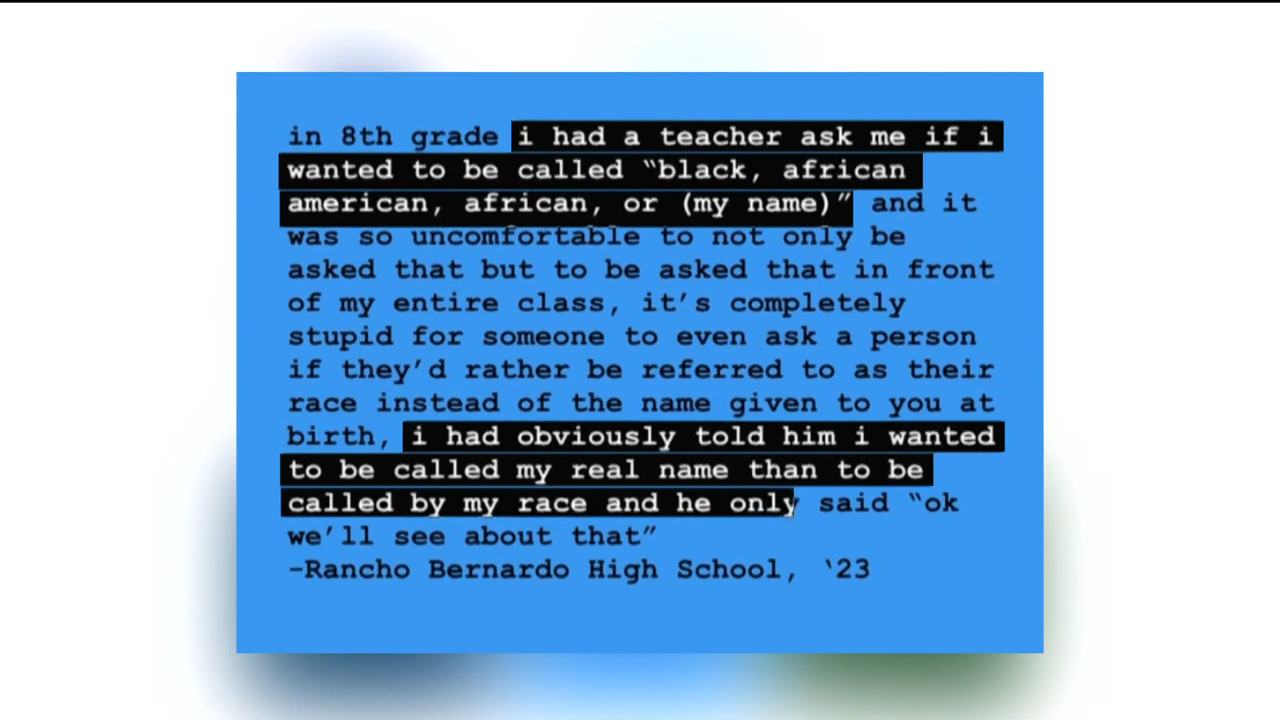 in 8th grade i had a teacher ask me if i
wanted to be called “black, african
american, african, or (my name)” and it
was so uncomfortable to not only be
asked that but to be asked that in front
of my entire class, it’s completely
stupid for someone to even ask a person
if they’d rather be referred to as their
race instead of the name given to you at
birth, i had obviously told him i wanted
to be called my real name than to be
called by my race and he only said “ok
we’ll see about that”
-Rancho Bernardo High School, ‘23